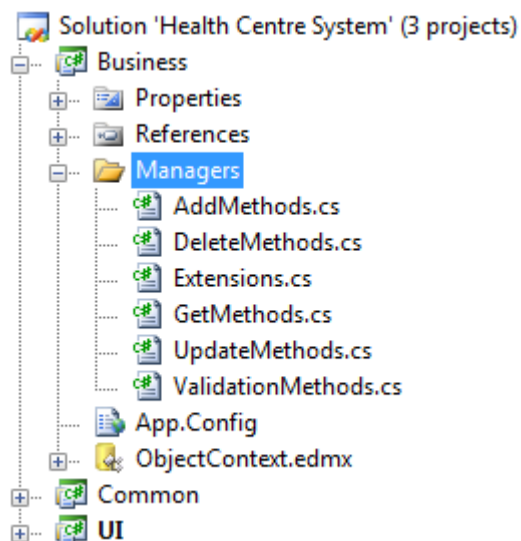 Solution 'Health Centre System' (3 projects)
Business
Properties
References
Managers
AddMethods.cs
DeleteMethods.cs
Extensions.cs
GetMethods.cs
UpdateMethods.cs
ValidationMethods.cs
App.Config
ObjectContext.edmx
Common
UI